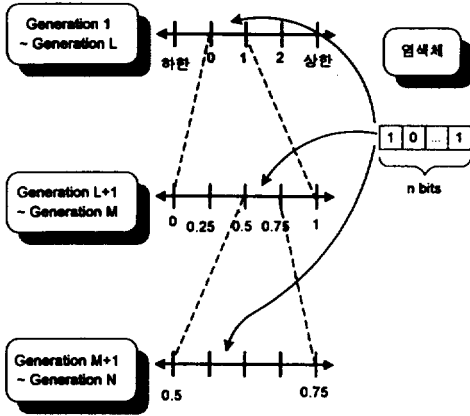 Generation 1
~ Generation L
하한 0 1 2 상한
염색체
1 0 ... 1
n bits
Generation L+1
~ Generation M
0 0.25 0.5 0.75 1
Generation M+1
~ Generation N
0.5 0.75